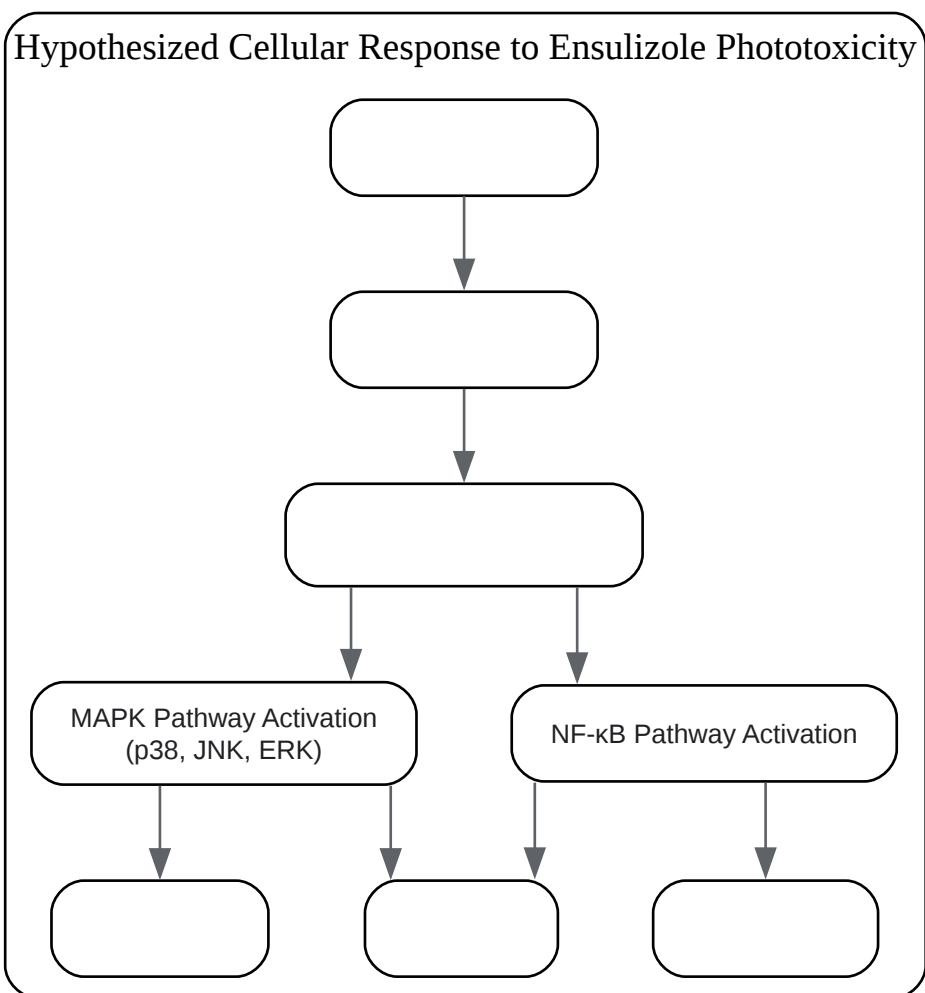 Hypothesized Cellular Response to Ensulizole Phototoxicity
MAPK Pathway Activation
(p38, JNK, ERK)
NF-κB Pathway Activation